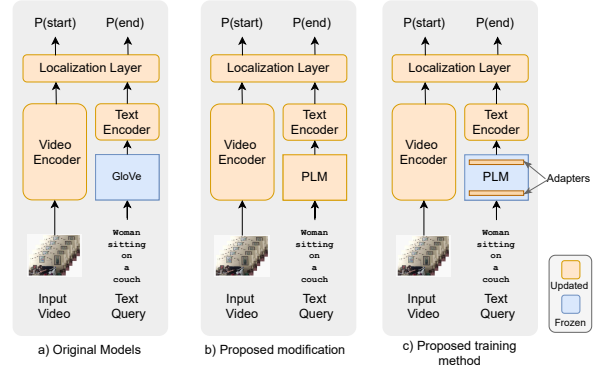 P(start) P(end)
Localization Layer
Video
Encoder
Text
Encoder
GloVe
Woman
sitting
on
a
couch
Input
Video
Text
Query
a) Original Models
P(start) P(end)
Localization Layer
Video
Encoder
Text
Encoder
PLM
Woman
sitting
on
a
couch
Input
Video
Text
Query
b) Proposed modification
P(start) P(end)
Localization Layer
Video
Encoder
Text
Encoder
PLM
Adapters
Woman
sitting
on
a
couch
Input
Video
Text
Query
c) Proposed training
method
Updated
Frozen